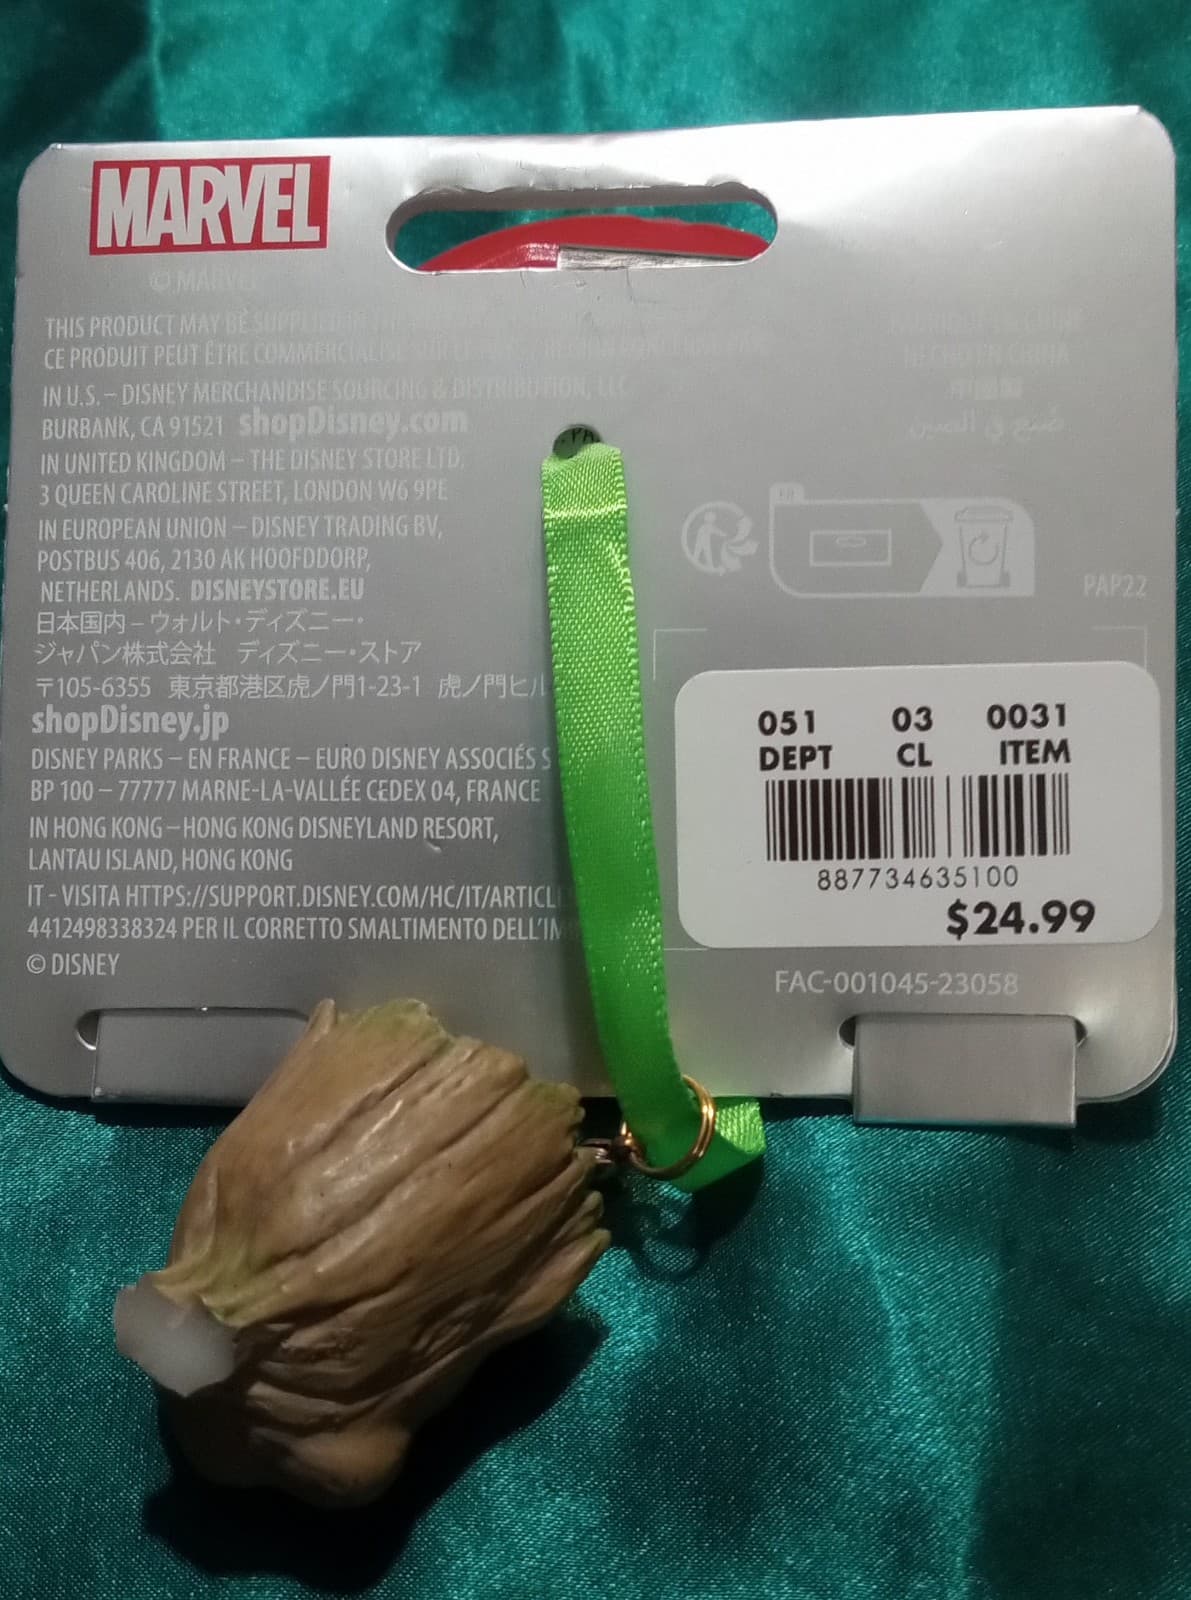 MARVEL
© MARVEL
THIS PRODUCT MAY BE SUPPLIED
CE PRODUIT PEUT ÊTRE COMMERCIALISÉ
IN U.S. – DISNEY MERCHANDISE SOURCING & DISTRIBUTION, LLC
BURBANK, CA 91521 shopDisney.com
IN UNITED KINGDOM – THE DISNEY STORE LTD.
3 QUEEN CAROLINE STREET, LONDON W6 9PE
IN EUROPEAN UNION – DISNEY TRADING BV,
POSTBUS 406, 2130 AK HOOFDDORP,
NETHERLANDS. DISNEYSTORE.EU
日本国内 – ウォルト・ディズニー・
ジャパン株式会社 ディズニー・ストア
〒105-6355 東京都港区虎ノ門1-23-1 虎ノ門ヒル
shopDisney.jp
DISNEY PARKS – EN FRANCE – EURO DISNEY ASSOCIÉS S
BP 100 – 77777 MARNE-LA-VALLÉE CEDEX 04, FRANCE
IN HONG KONG – HONG KONG DISNEYLAND RESORT,
LANTAU ISLAND, HONG KONG
IT - VISITA HTTPS://SUPPORT.DISNEY.COM/HC/IT/ARTICL
4412498338324 PER IL CORRETTO SMALTIMENTO DELL'IM
© DISNEY
HECHO EN CHINA
中國製
صنع في الصين
FR
PAP22
051 03 0031
DEPT CL ITEM
887734635100
$24.99
FAC-001045-23058